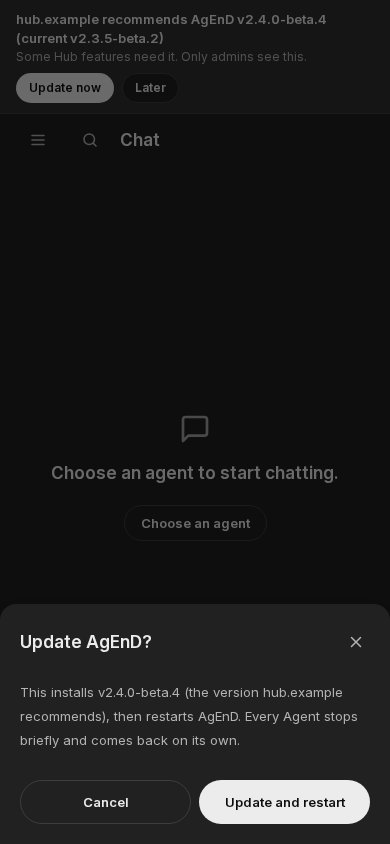 hub.example recommends AgEnD v2.4.0-beta.4
(current v2.3.5-beta.2)
Some Hub features need it. Only admins see this.
Update now
Later
Chat
Choose an agent to start chatting.
Choose an agent
Update AgEnD?
This installs v2.4.0-beta.4 (the version hub.example
recommends), then restarts AgEnD. Every Agent stops
briefly and comes back on its own.
Cancel
Update and restart